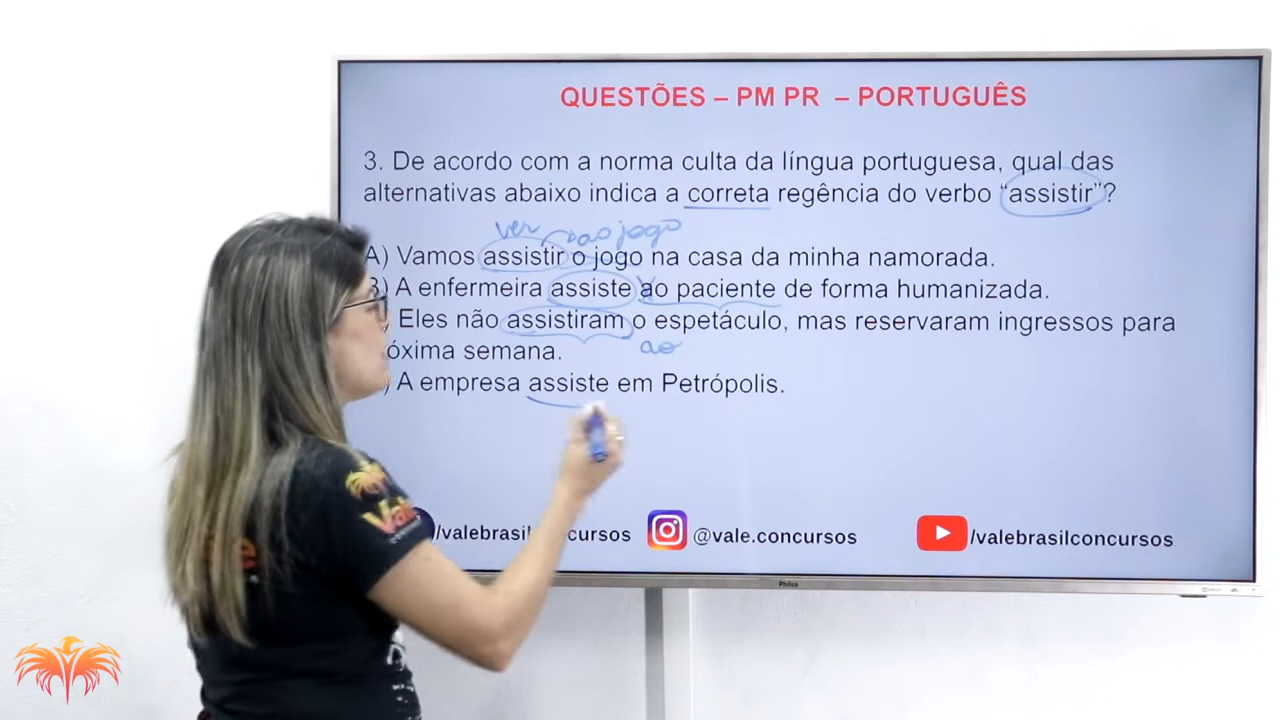 QUESTÕES – PM PR – PORTUGUÊS
3. De acordo com a norma culta da língua portuguesa, qual das
alternativas abaixo indica a correta regência do verbo “assistir”?
ver ao jogo
A) Vamos assistir o jogo na casa da minha namorada.
B) A enfermeira assiste ao paciente de forma humanizada.
Eles não assistiram o espetáculo, mas reservaram ingressos para
ao
óxima semana.
) A empresa assiste em Petrópolis.
/valebrasilconcursos @vale.concursos /valebrasilconcursos
Vale
Philco